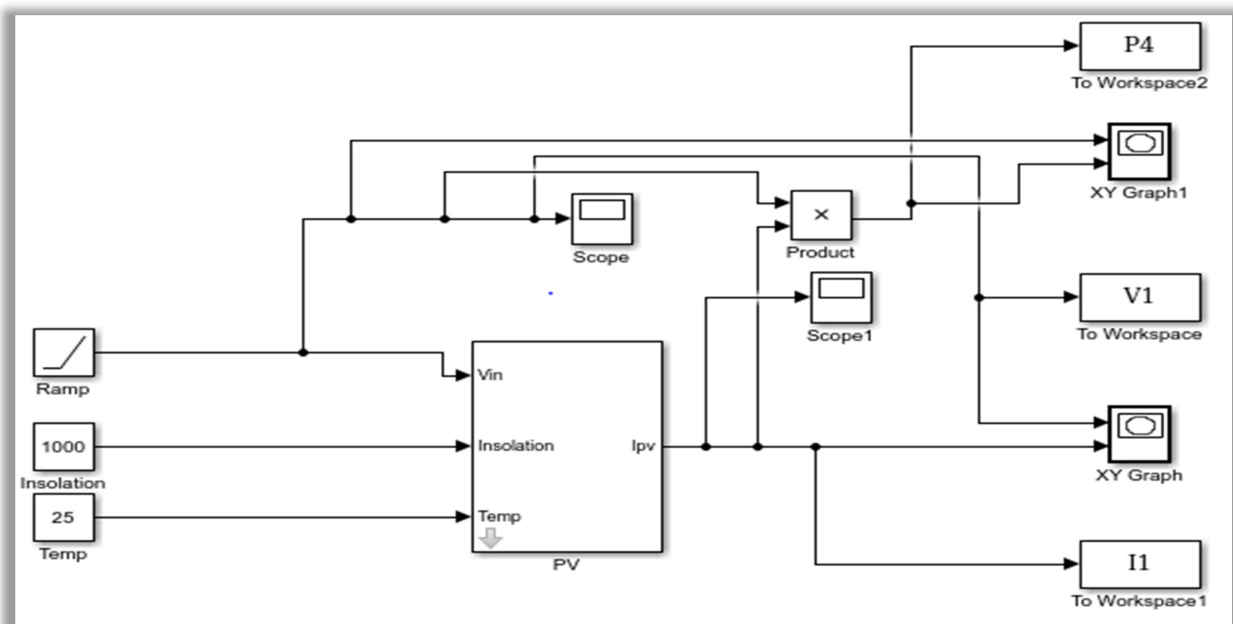 P4
To Workspace2
XY Graph1
×
Product
Scope
V1
To Workspace
Scope1
Ramp
Vin
1000
Insolation
Insolation
Ipv
XY Graph
25
Temp
Temp
PV
I1
To Workspace1